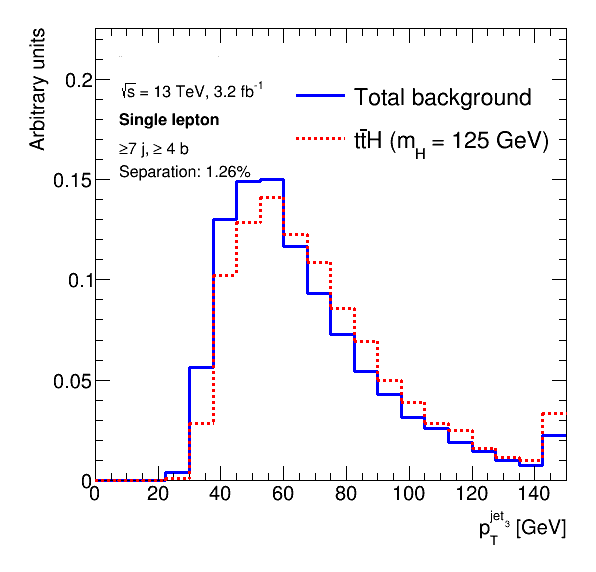 Arbitrary units
0.2
0.15
0.1
0.05
0
√s = 13 TeV, 3.2 fb⁻¹
Single lepton
≥7 j, ≥ 4 b
Separation: 1.26%
Total background
tt̄H (m_H = 125 GeV)
0 20 40 60 80 100 120 140
p_T^jet₃ [GeV]